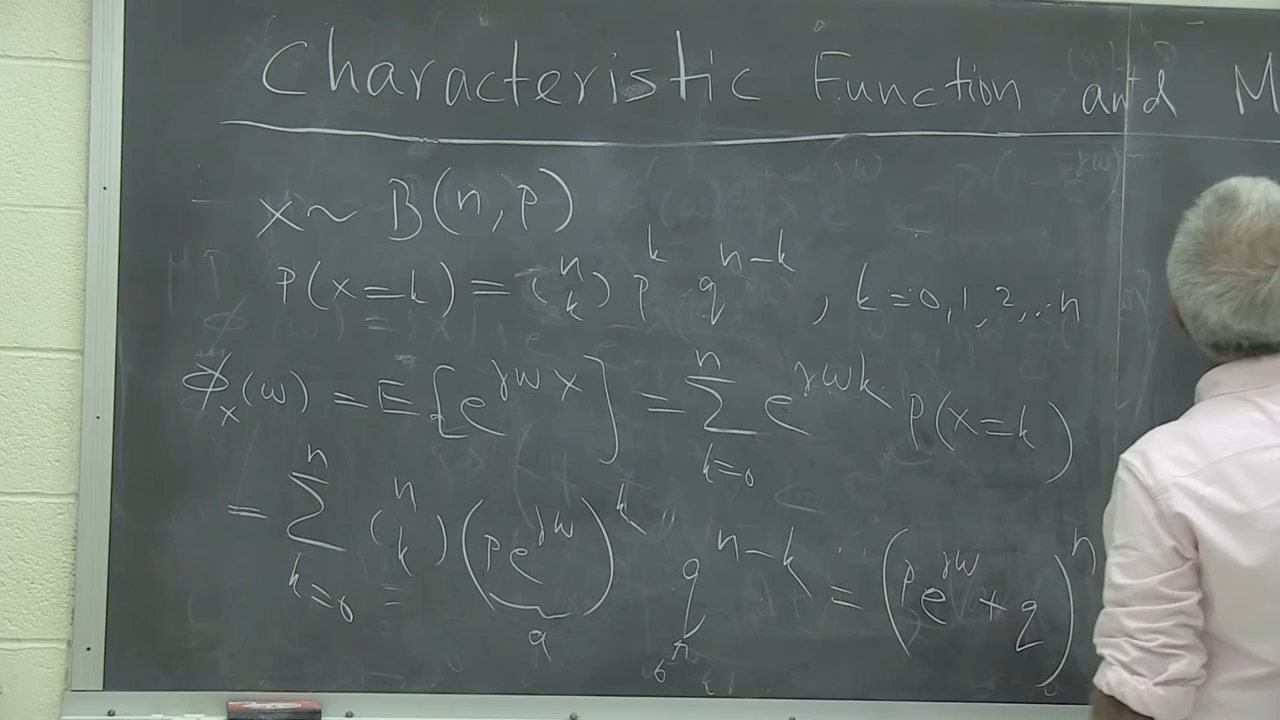 Characteristic Function and M
X ~ B(n, p)
P(X=k) = (n k) p^k q^{n-k} , k=0,1,2,..n
Φ_X(ω) = E{e^{jωX}} = Σ_{k=0}^{n} e^{jωk} P(X=k)
= Σ_{k=0}^{n} (n k) (pe^{jω})^k q^{n-k} = (pe^{jω} + q)^n
a b